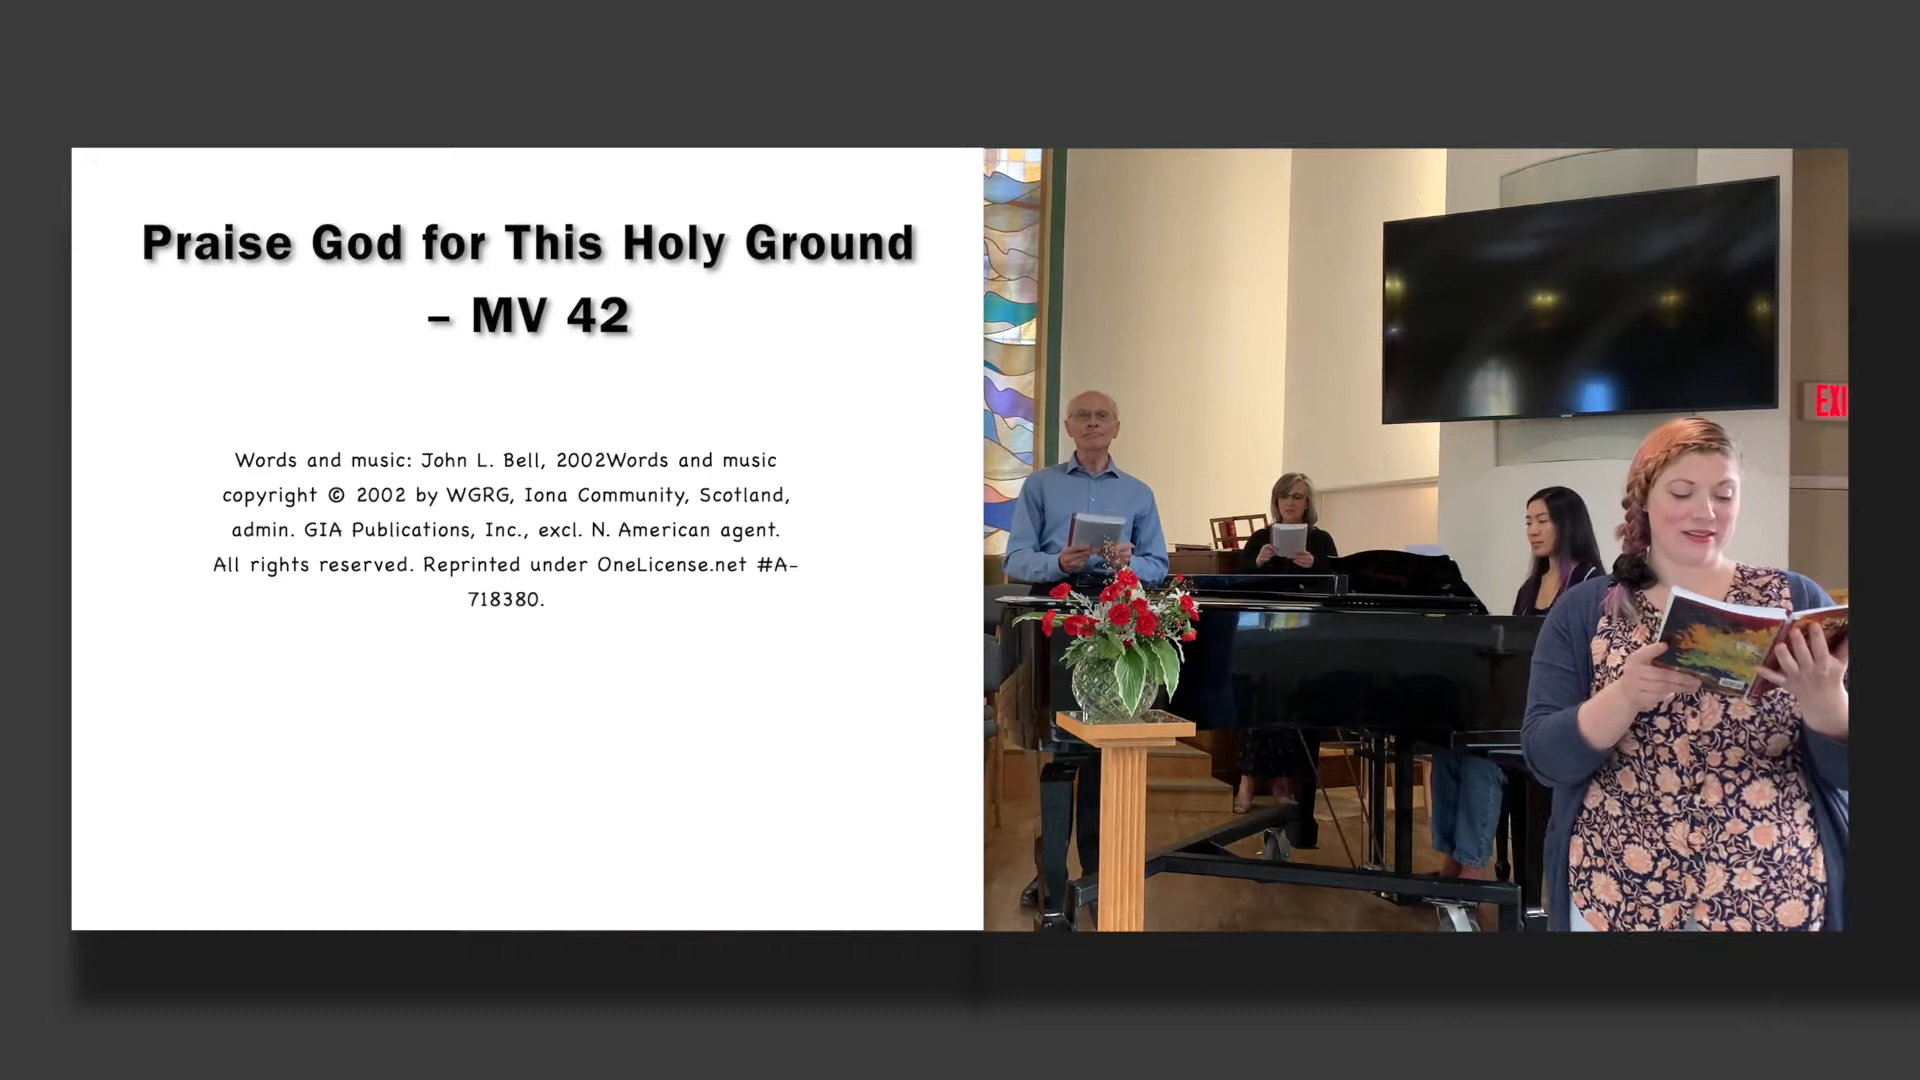 Praise God for This Holy Ground
– MV 42
Words and music: John L. Bell, 2002Words and music
copyright © 2002 by WGRG, Iona Community, Scotland,
admin. GIA Publications, Inc., excl. N. American agent.
All rights reserved. Reprinted under OneLicense.net #A-
718380.
EXI